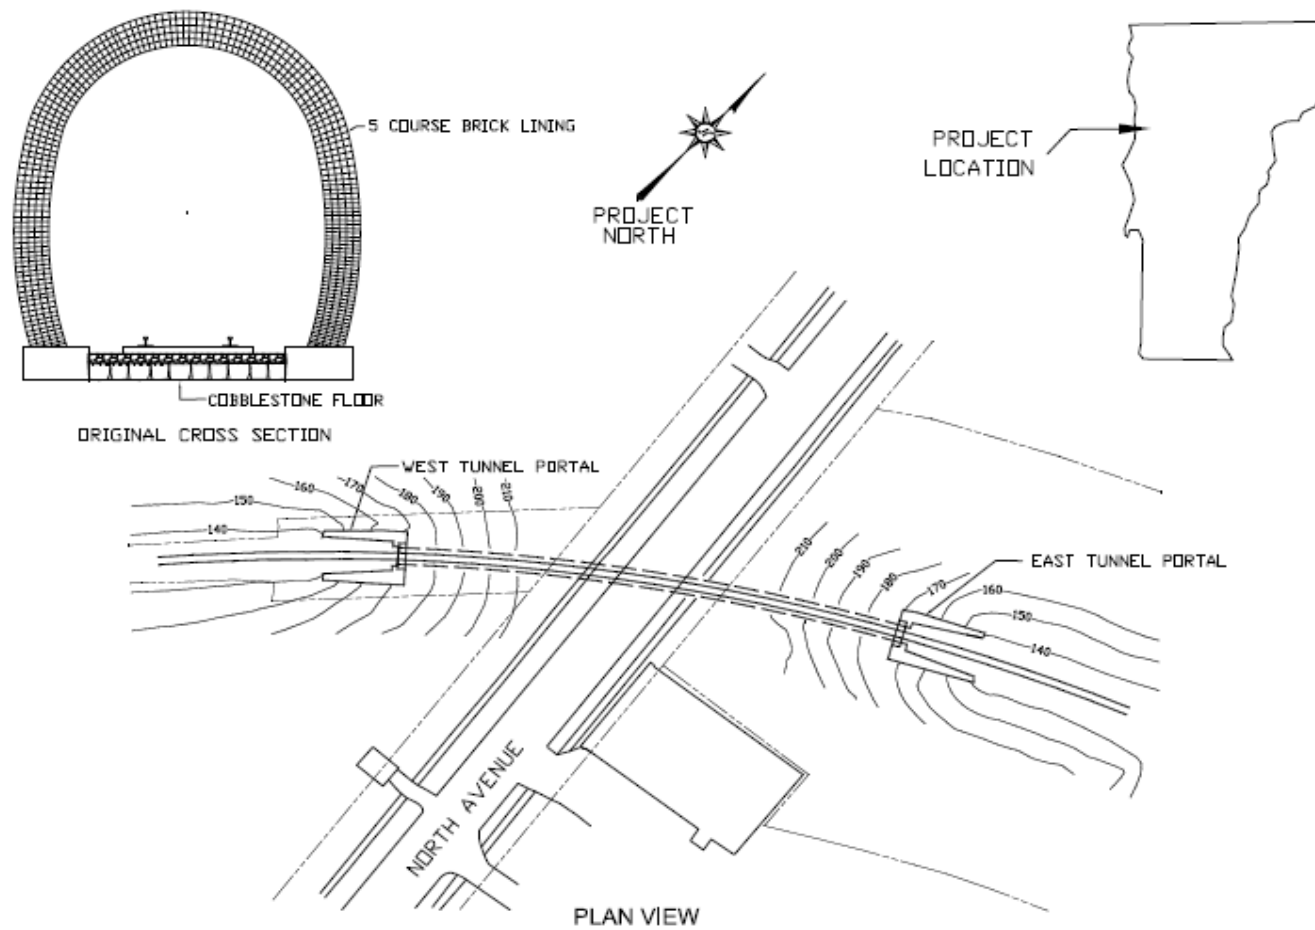 5 COURSE BRICK LINING
COBBLESTONE FLOOR
ORIGINAL CROSS SECTION
PROJECT
NORTH
PROJECT
LOCATION
WEST TUNNEL PORTAL
150
160
170
180
190
200
210
140
210
200
190
180
170
160
150
140
EAST TUNNEL PORTAL
NORTH AVENUE
PLAN VIEW